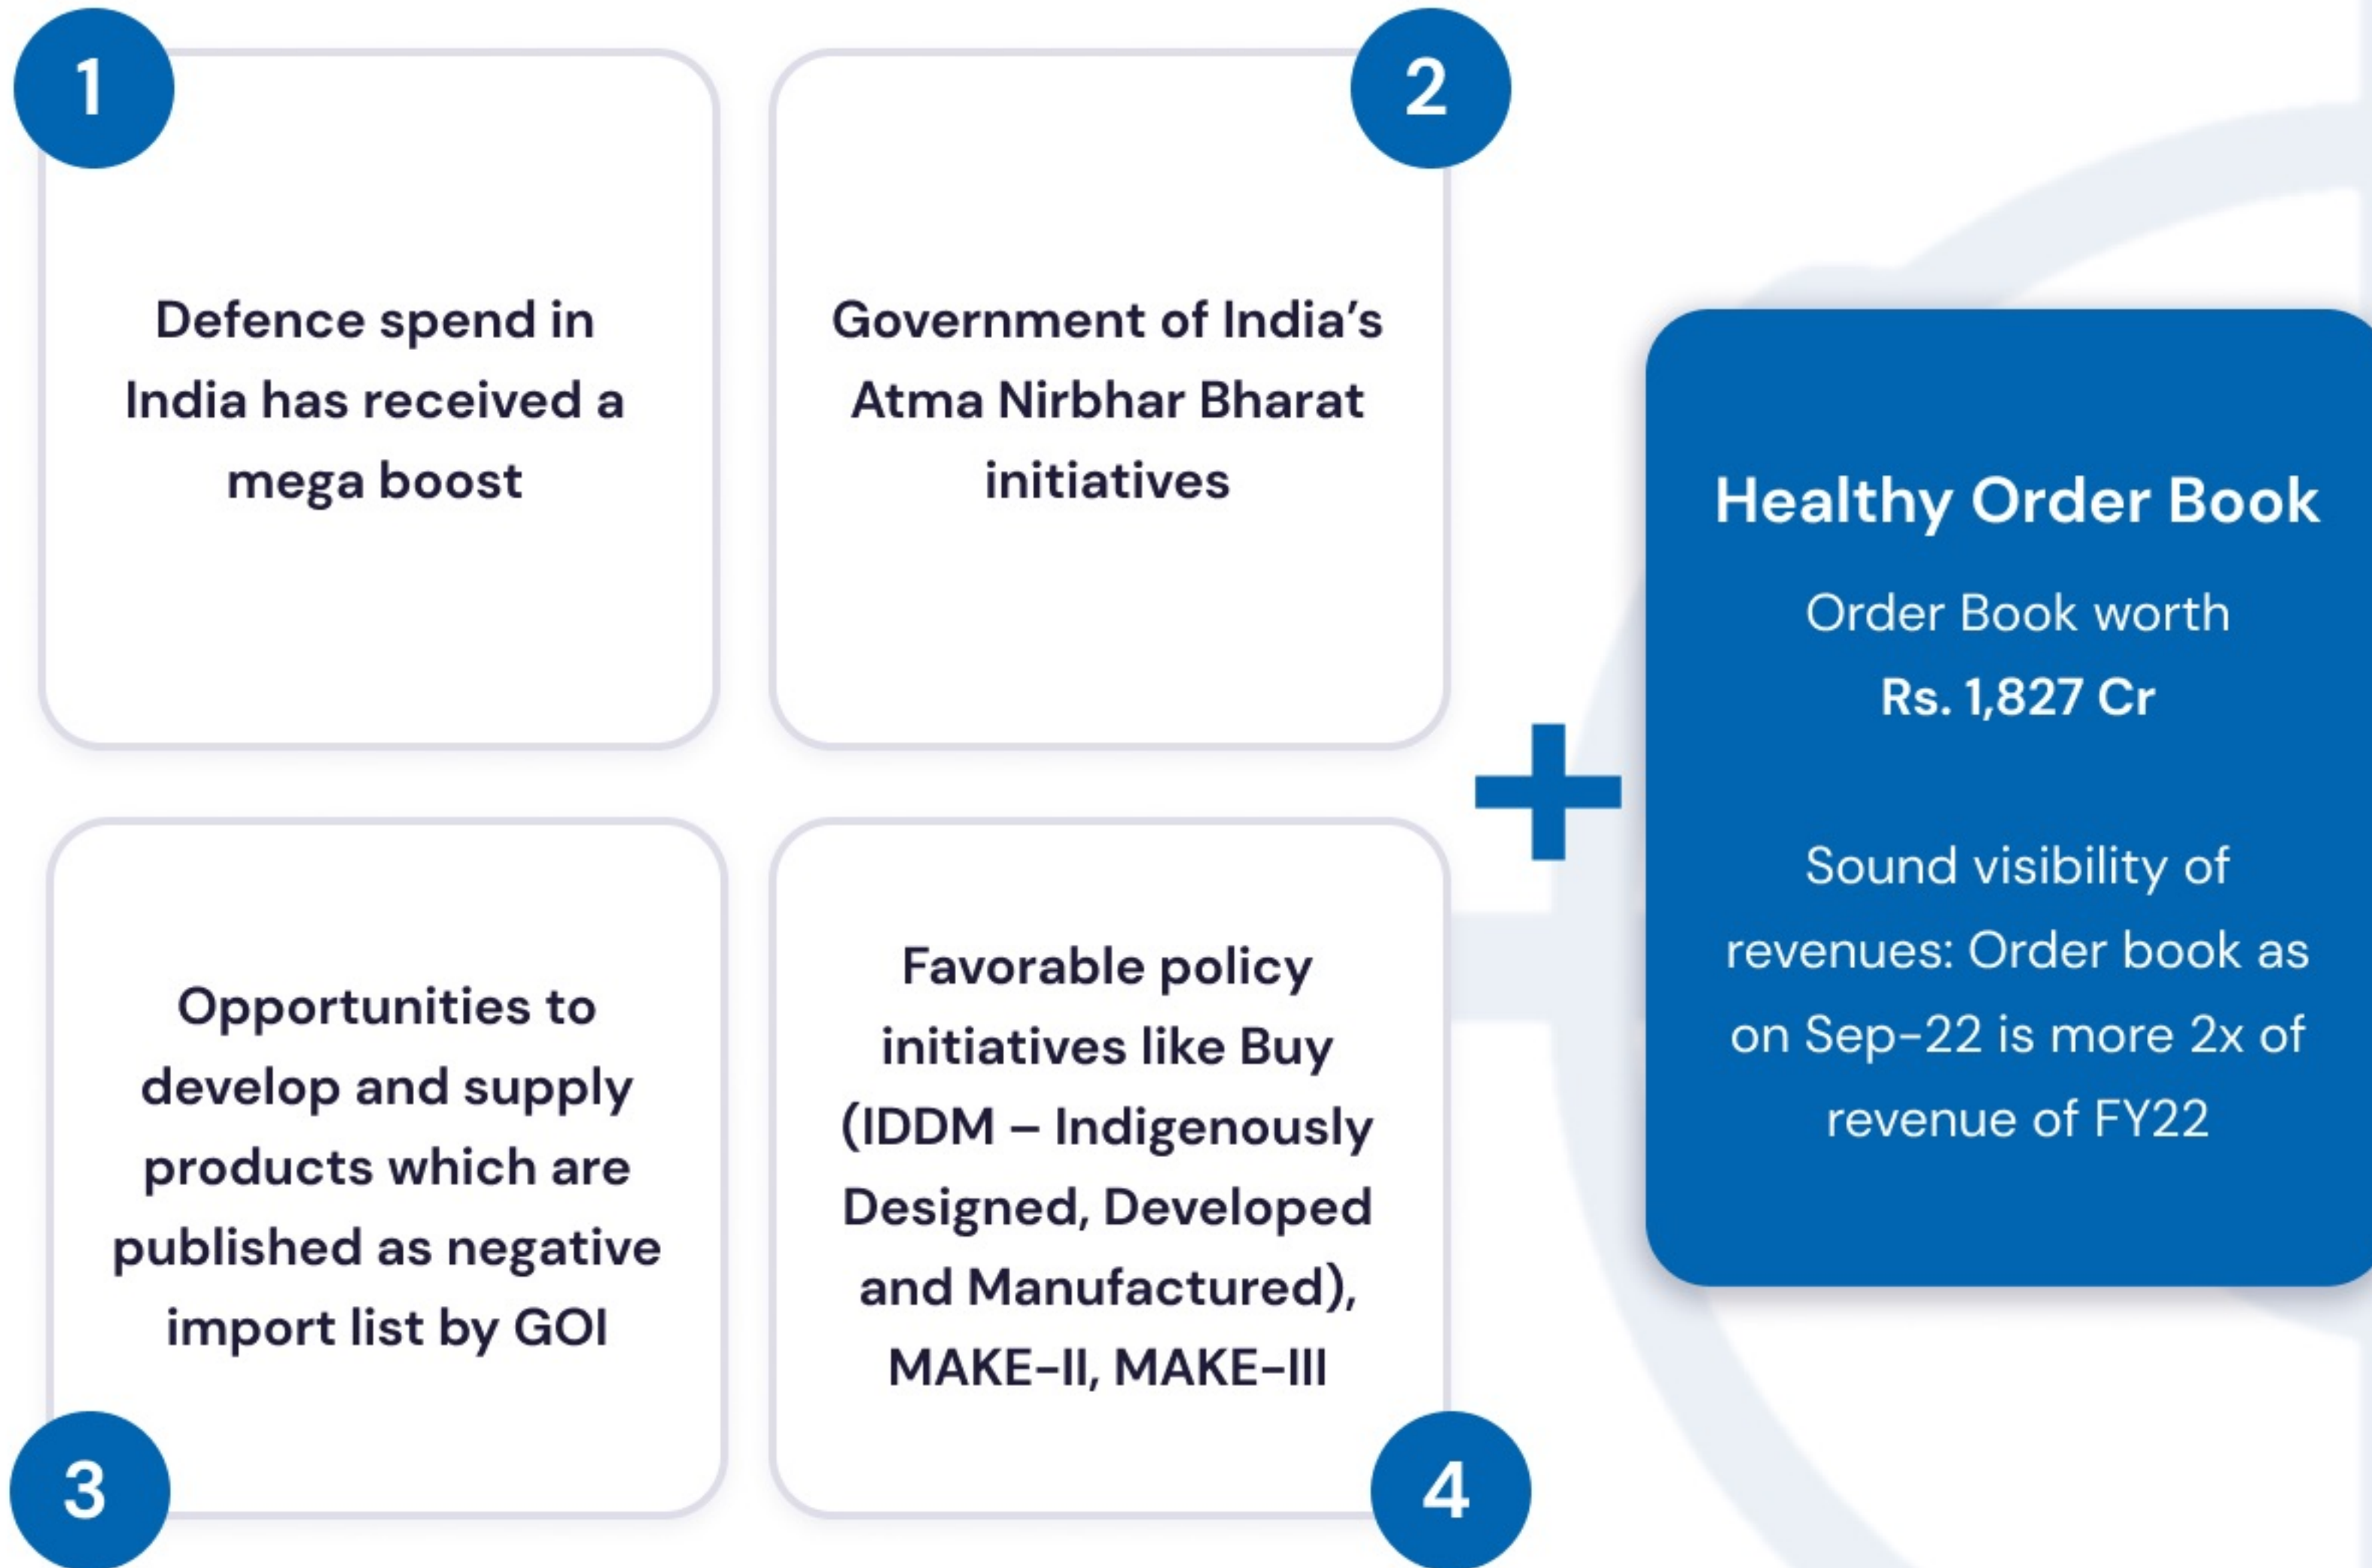 1
Defence spend in
India has received a
mega boost
2
Government of India’s
Atma Nirbhar Bharat
initiatives
3
Opportunities to
develop and supply
products which are
published as negative
import list by GOI
4
Favorable policy
initiatives like Buy
(IDDM – Indigenously
Designed, Developed
and Manufactured),
MAKE-II, MAKE-III
+
Healthy Order Book
Order Book worth
Rs. 1,827 Cr
Sound visibility of
revenues: Order book as
on Sep-22 is more 2x of
revenue of FY22